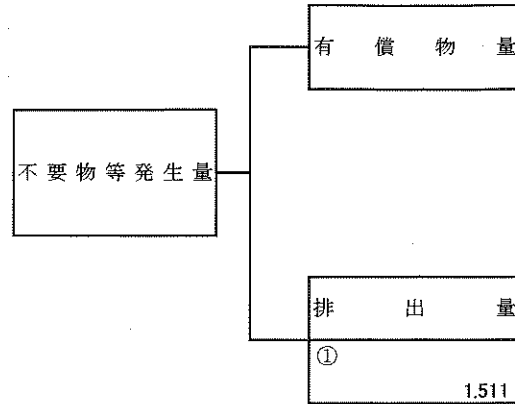 有償物量
不要物等発生量
排出量
①
1.511